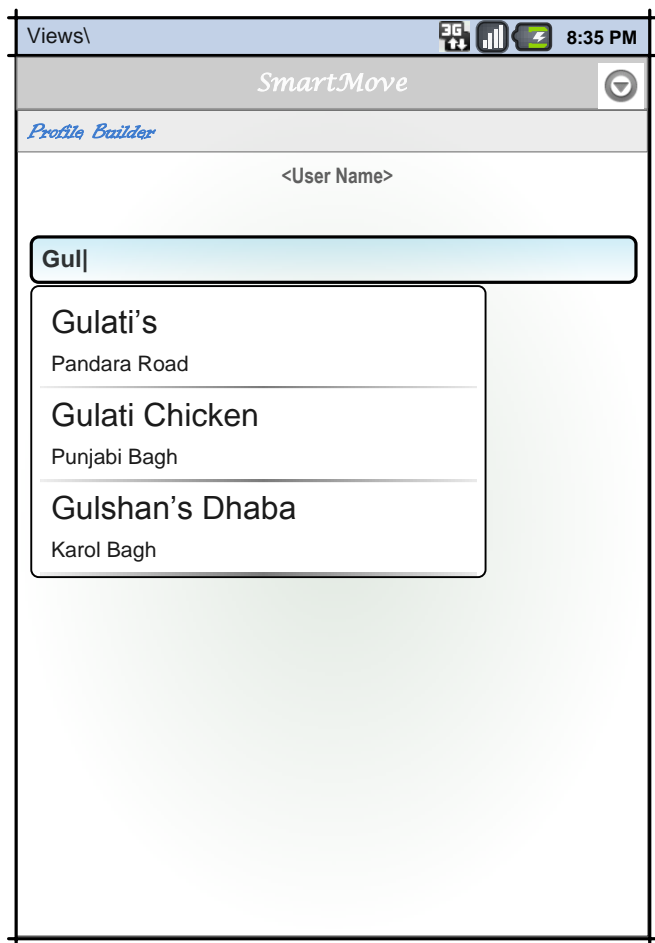 Views\
3G
8:35 PM
SmartMove
Profile Builder
<User Name>
Gul|
Gulati’s
Pandara Road
Gulati Chicken
Punjabi Bagh
Gulshan’s Dhaba
Karol Bagh